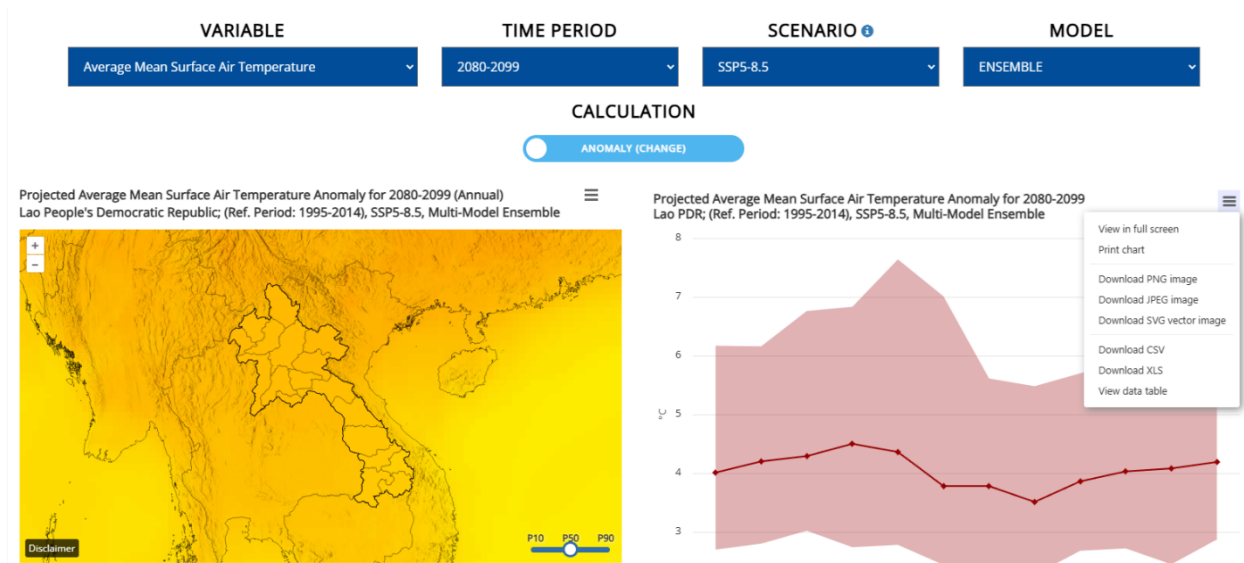 VARIABLE
TIME PERIOD
SCENARIO
MODEL
Average Mean Surface Air Temperature
2080-2099
SSP5-8.5
ENSEMBLE
CALCULATION
ANOMALY (CHANGE)
Projected Average Mean Surface Air Temperature Anomaly for 2080-2099 (Annual)
Lao People's Democratic Republic; (Ref. Period: 1995-2014), SSP5-8.5, Multi-Model Ensemble
+
−
Disclaimer
P10 P50 P90
Projected Average Mean Surface Air Temperature Anomaly for 2080-2099
Lao PDR; (Ref. Period: 1995-2014), SSP5-8.5, Multi-Model Ensemble
View in full screen
Print chart
Download PNG image
Download JPEG image
Download SVG vector image
Download CSV
Download XLS
View data table
8
7
6
5
4
3
°C